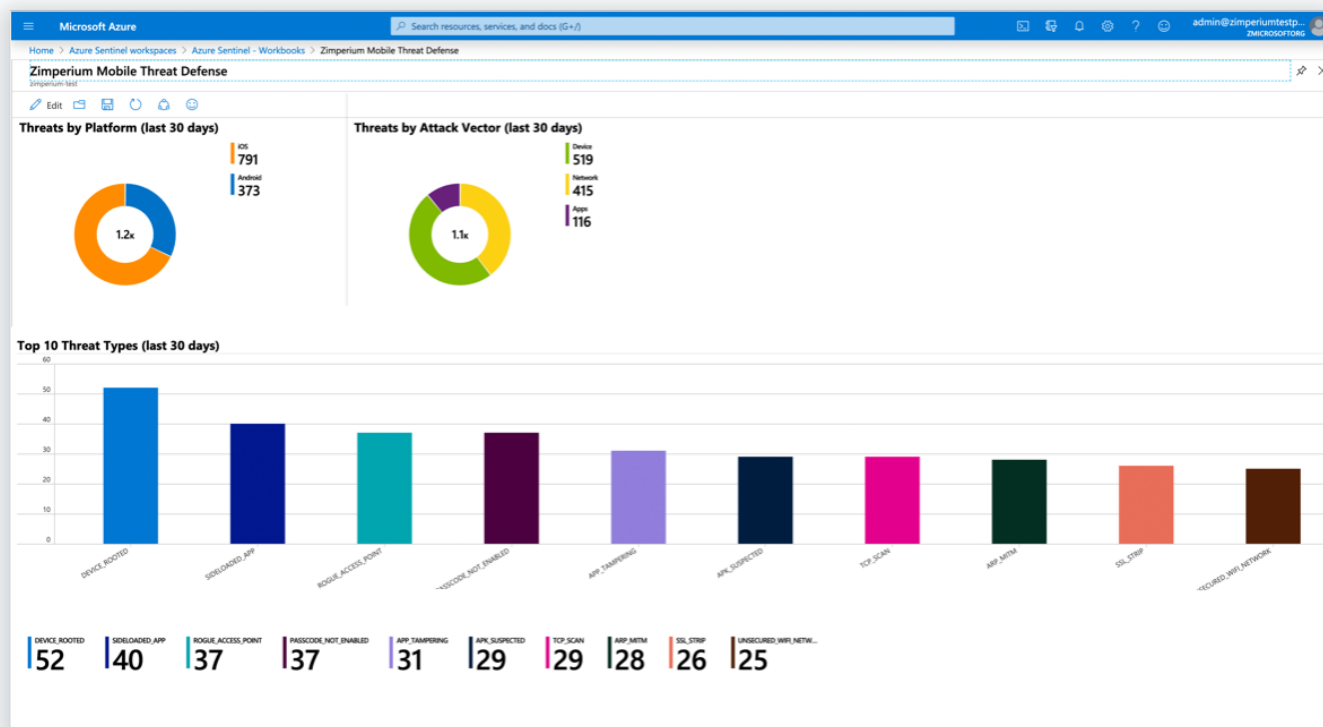 Microsoft Azure
Search resources, services, and docs (G+/)
admin@zimperiumtestp...
ZMICROSOFTORG
Home > Azure Sentinel workspaces > Azure Sentinel - Workbooks > Zimperium Mobile Threat Defense
Zimperium Mobile Threat Defense
zimperium-test
Edit
Threats by Platform (last 30 days)
iOS
791
Android
373
1.2K
Threats by Attack Vector (last 30 days)
Device
519
Network
415
Apps
116
1.1K
Top 10 Threat Types (last 30 days)
60
50
40
30
20
10
0
DEVICE_ROOTED
SIDELOADED_APP
ROGUE_ACCESS_POINT
PASSCODE_NOT_ENABLED
APP_TAMPERING
APK_SUSPECTED
TCP_SCAN
ARP_MITM
SSL_STRIP
SECURED_WIFI_NETWORK
DEVICE_ROOTED
52
SIDELOADED_APP
40
ROGUE_ACCESS_POINT
37
PASSCODE_NOT_ENABLED
37
APP_TAMPERING
31
APK_SUSPECTED
29
TCP_SCAN
29
ARP_MITM
28
SSL_STRIP
26
UNSECURED_WIFI_NETW...
25